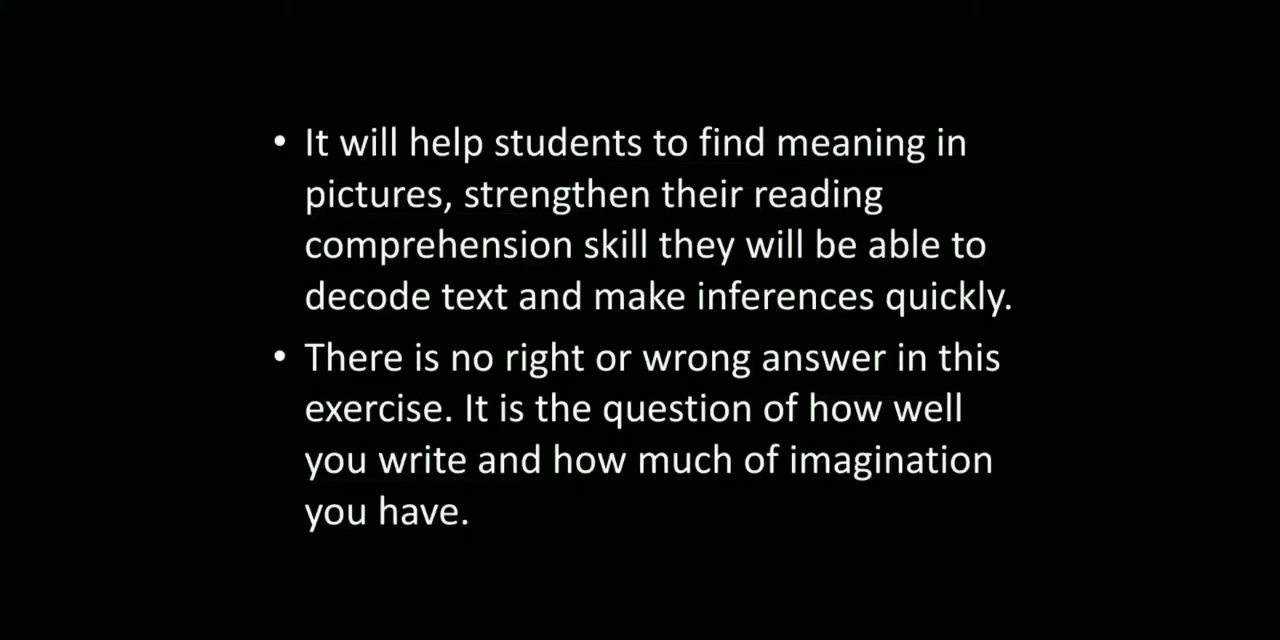 • It will help students to find meaning in
pictures, strengthen their reading
comprehension skill they will be able to
decode text and make inferences quickly.
• There is no right or wrong answer in this
exercise. It is the question of how well
you write and how much of imagination
you have.